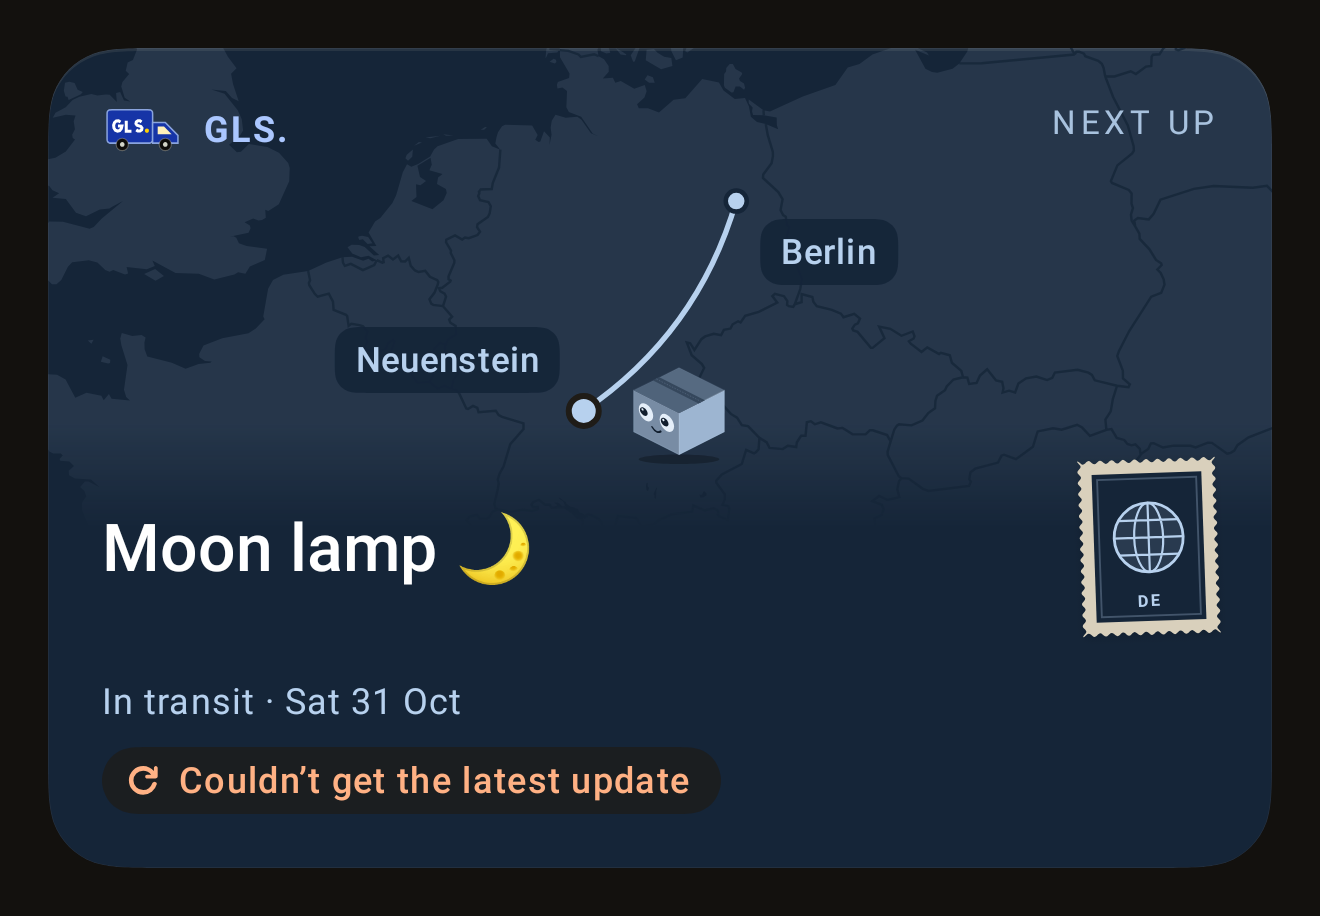 GLS.
GLS.
NEXT UP
Berlin
Neuenstein
Moon lamp 🌙
DE
In transit · Sat 31 Oct
Couldn’t get the latest update